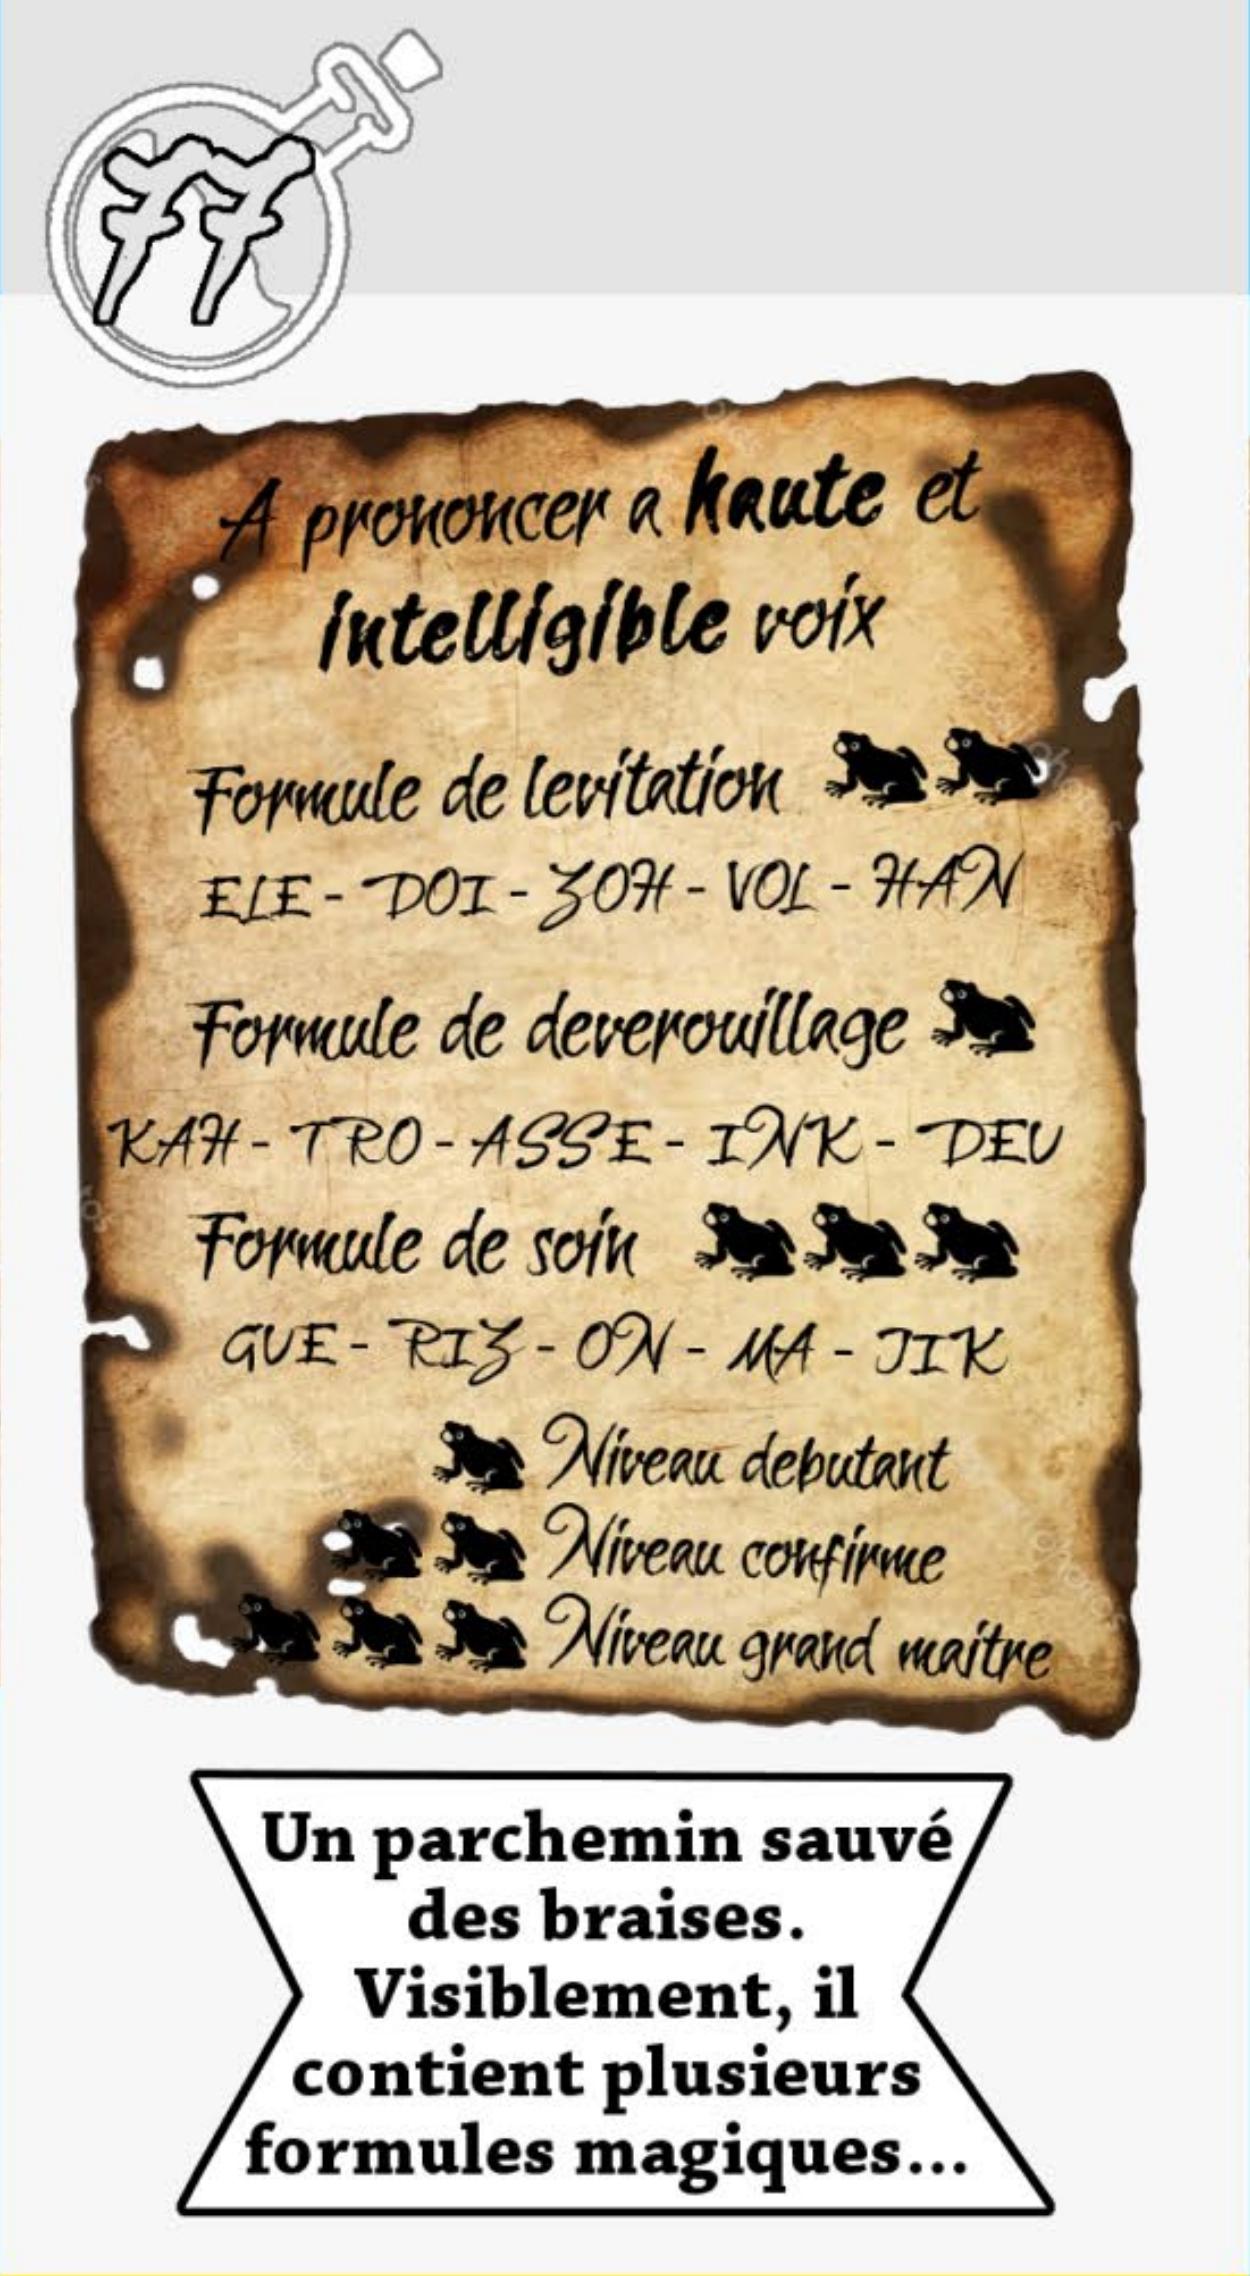 77
A prononcer a haute et
intelligible voix
Formule de levitation
ELE - DOI - ZOH - VOL - HAN
Formule de deverouillage
KAH - TRO - ASSE - INK - DEU
Formule de soin
GUE - RIZ - ON - MA - JIK
Niveau debutant
Niveau confirme
Niveau grand maitre
Un parchemin sauvé
des braises.
Visiblement, il
contient plusieurs
formules magiques...